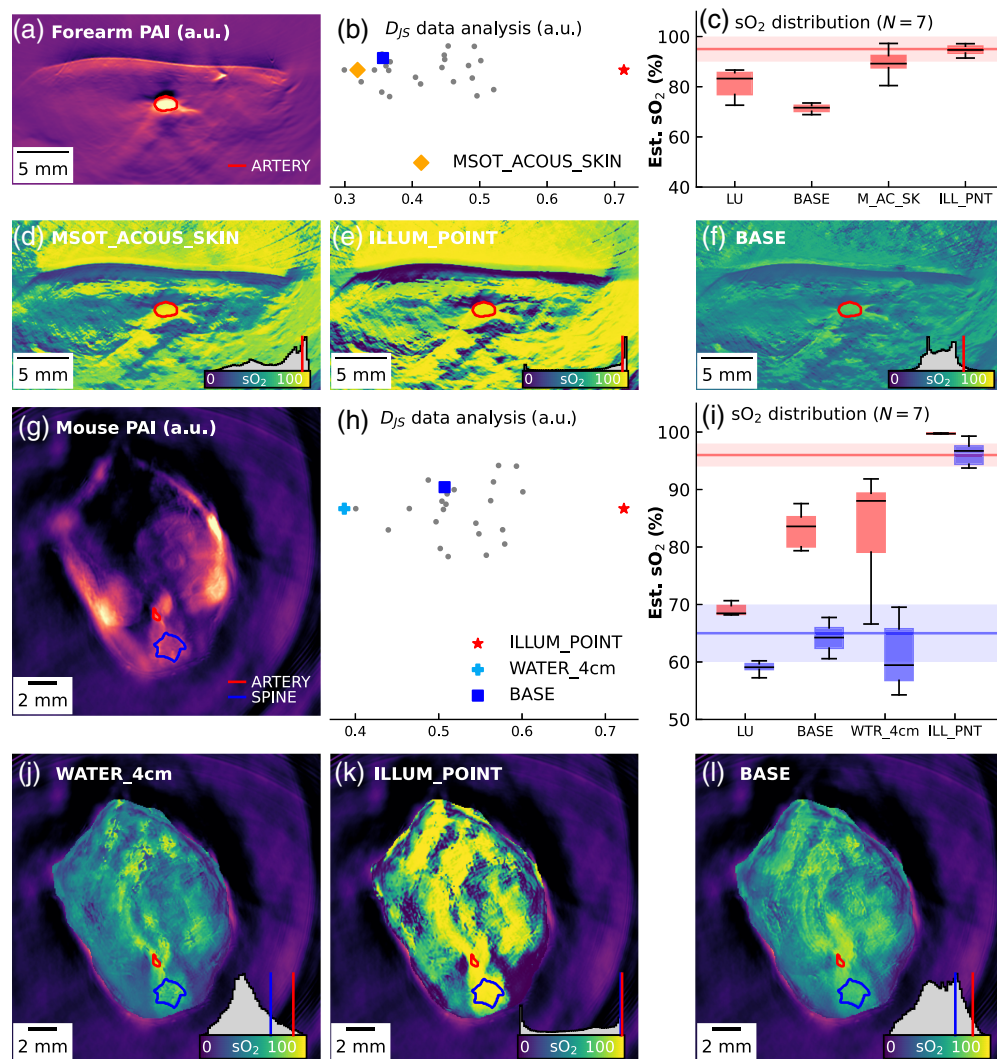 (a) Forearm PAI (a.u.)
ARTERY
5 mm
(b) D_JS data analysis (a.u.)
MSOT_ACOUS_SKIN
0.3 0.4 0.5 0.6 0.7
(c) sO₂ distribution (N = 7)
Est. sO₂ (%)
100
80
60
40
LU BASE M_AC_SK ILL_PNT
(d) MSOT_ACOUS_SKIN
5 mm
0 sO₂ 100
(e) ILLUM_POINT
5 mm
0 sO₂ 100
(f) BASE
5 mm
0 sO₂ 100
(g) Mouse PAI (a.u.)
ARTERY
SPINE
2 mm
(h) D_JS data analysis (a.u.)
ILLUM_POINT
WATER_4cm
BASE
0.4 0.5 0.6 0.7
(i) sO₂ distribution (N = 7)
Est. sO₂ (%)
100
90
80
70
60
50
LU BASE WTR_4cm ILL_PNT
(j) WATER_4cm
2 mm
0 sO₂ 100
(k) ILLUM_POINT
2 mm
0 sO₂ 100
(l) BASE
2 mm
0 sO₂ 100